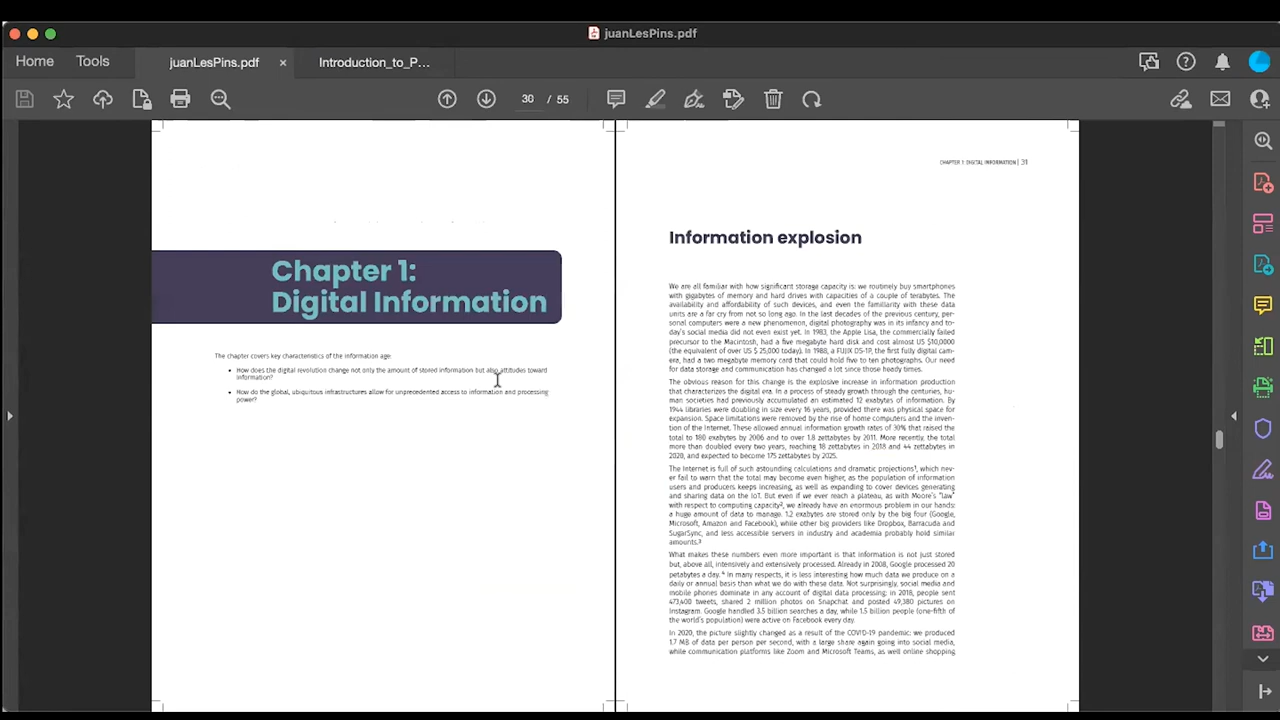 juanLesPins.pdf
Home Tools juanLesPins.pdf × Introduction_to_P...
30 / 55
Chapter 1:
Digital Information
The chapter covers key characteristics of the information age:
• How does the digital revolution change not only the amount of stored information but also attitudes toward
information?
• How do the global, ubiquitous infrastructures allow for unprecedented access to information and processing
power?
CHAPTER 1: DIGITAL INFORMATION | 31
Information explosion
We are all familiar with how significant storage capacity is: we routinely buy smartphones
with gigabytes of memory and hard drives with capacities of a couple of terabytes. The
availability and affordability of such devices, and even the familiarity with these data
units are a far cry from not so long ago. In the last decades of the previous century, per-
sonal computers were a new phenomenon, digital photography was in its infancy and to-
day's social media did not even exist yet. In 1983, the Apple Lisa, the commercially failed
precursor to the Macintosh, had a five megabyte hard disk and cost almost US $10,0000
(the equivalent of over US $ 25,000 today). In 1988, a FUJIX DS-1P, the first fully digital cam-
era, had a two megabyte memory card that could hold five to ten photographs. Our need
for data storage and communication has changed a lot since those heady times.
The obvious reason for this change is the explosive increase in information production
that characterizes the digital era. In a process of steady growth through the centuries, hu-
man societies had previously accumulated an estimated 12 exabytes of information. By
1944 libraries were doubling in size every 16 years, provided there was physical space for
expansion. Space limitations were removed by the rise of home computers and the inven-
tion of the Internet. These allowed annual information growth rates of 30% that raised the
total to 180 exabytes by 2006 and to over 1.8 zettabytes by 2011. More recently, the total
more than doubled every two years, reaching 18 zettabytes in 2018 and 44 zettabytes in
2020, and expected to become 175 zettabytes by 2025.
The Internet is full of such astounding calculations and dramatic projections¹, which nev-
er fail to warn that the total may become even higher, as the population of information
users and producers keeps increasing, as well as expanding to cover devices generating
and sharing data on the IoT. But even if we ever reach a plateau, as with Moore's "law"
with respect to computing capacity², we already have an enormous problem in our hands:
a huge amount of data to manage. 1.2 exabytes are stored only by the big four (Google,
Microsoft, Amazon and Facebook), while other big providers like Dropbox, Barracuda and
SugarSync, and less accessible servers in industry and academia probably hold similar
amounts.³
What makes these numbers even more important is that information is not just stored
but, above all, intensively and extensively processed. Already in 2008, Google processed 20
petabytes a day.⁴ In many respects, it is less interesting how much data we produce on a
daily or annual basis than what we do with these data. Not surprisingly, social media and
mobile phones dominate in any account of digital data processing: in 2018, people sent
473,400 tweets, shared 2 million photos on Snapchat and posted 49,380 pictures on
Instagram. Google handled 3.5 billion searches a day, while 1.5 billion people (one-fifth of
the world's population) were active on Facebook every day.
In 2020, the picture slightly changed as a result of the COVID-19 pandemic: we produced
1.7 MB of data per person per second, with a large share again going into social media,
while communication platforms like Zoom and Microsoft Teams, as well online shopping